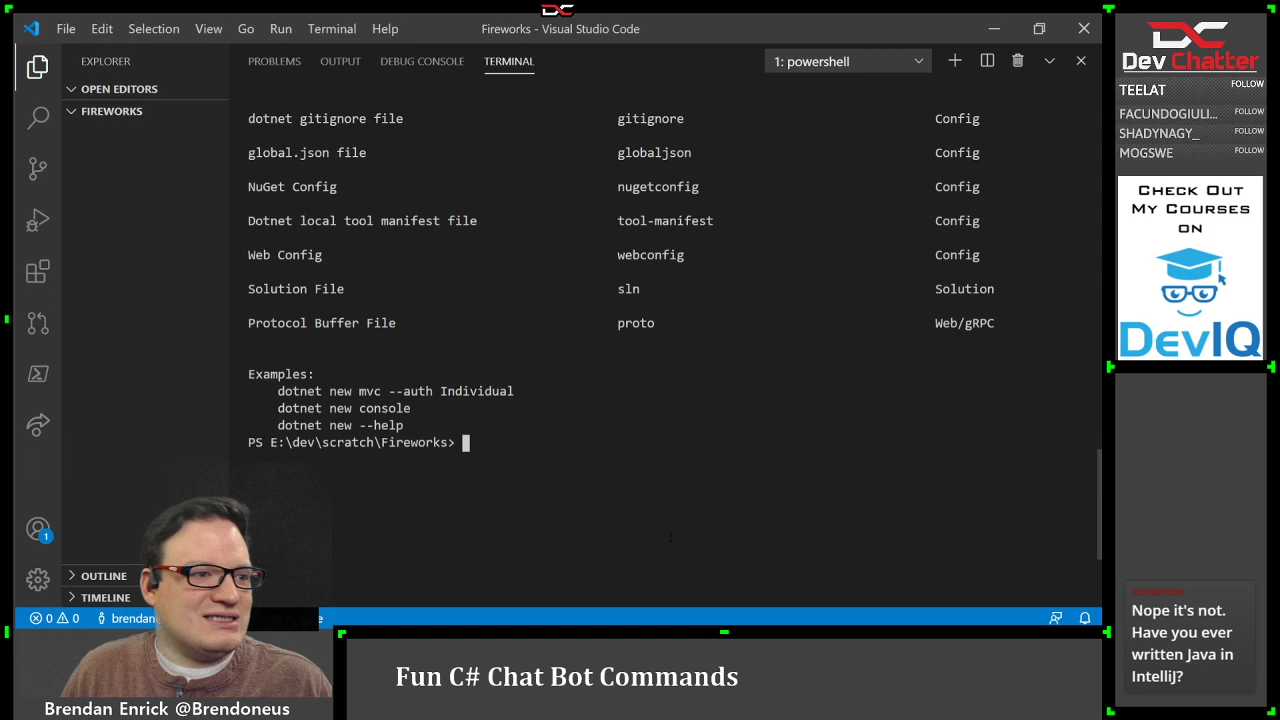 DC
File Edit Selection View Go Run Terminal Help
Fireworks - Visual Studio Code
EXPLORER
OPEN EDITORS
FIREWORKS
PROBLEMS OUTPUT DEBUG CONSOLE TERMINAL
1: powershell
dotnet gitignore file gitignore Config
global.json file globaljson Config
NuGet Config nugetconfig Config
Dotnet local tool manifest file tool-manifest Config
Web Config webconfig Config
Solution File sln Solution
Protocol Buffer File proto Web/gRPC
Examples:
dotnet new mvc --auth Individual
dotnet new console
dotnet new --help
PS E:\dev\scratch\Fireworks>
1
OUTLINE
TIMELINE
0 0 brendan
Brendan Enrick @Brendoneus
Fun C# Chat Bot Commands
DC
Dev Chatter
TEELAT FOLLOW
FACUNDOGIULI... FOLLOW
SHADYNAGY_ FOLLOW
MOGSWE FOLLOW
Check Out
My Courses
on
DevIQ
Nope it's not.
Have you ever
written Java in
IntelliJ?